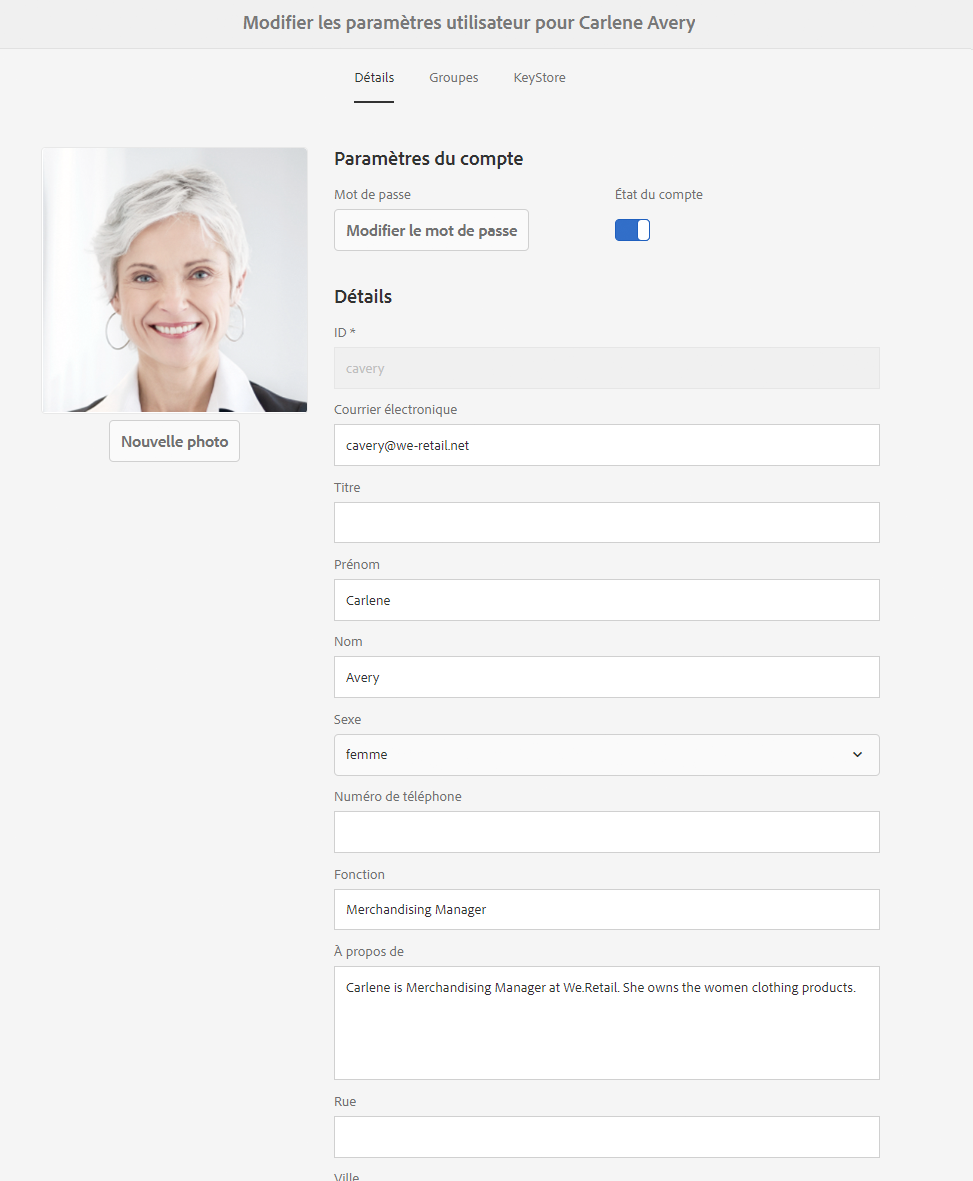 Modifier les paramètres utilisateur pour Carlene Avery
Détails Groupes KeyStore
Paramètres du compte
Mot de passe État du compte
Modifier le mot de passe
Détails
ID *
cavery
Courrier électronique
cavery@we-retail.net
Nouvelle photo
Titre
Prénom
Carlene
Nom
Avery
Sexe
femme
Numéro de téléphone
Fonction
Merchandising Manager
À propos de
Carlene is Merchandising Manager at We.Retail. She owns the women clothing products.
Rue
Ville